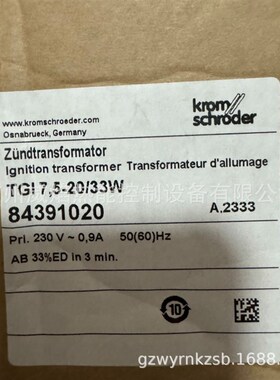 krom
schroder
www.kromschroeder.com
Osnabrueck, Germany
Zündtransformator
Ignition transformer Transformateur d'allumage
TGI 7,5-20/33W
84391020
A.2333
Pri. 230 V ~ 0,9A 50(60)Hz
AB 33%ED in 3 min.
10
gzwyrnkzsb.1688.